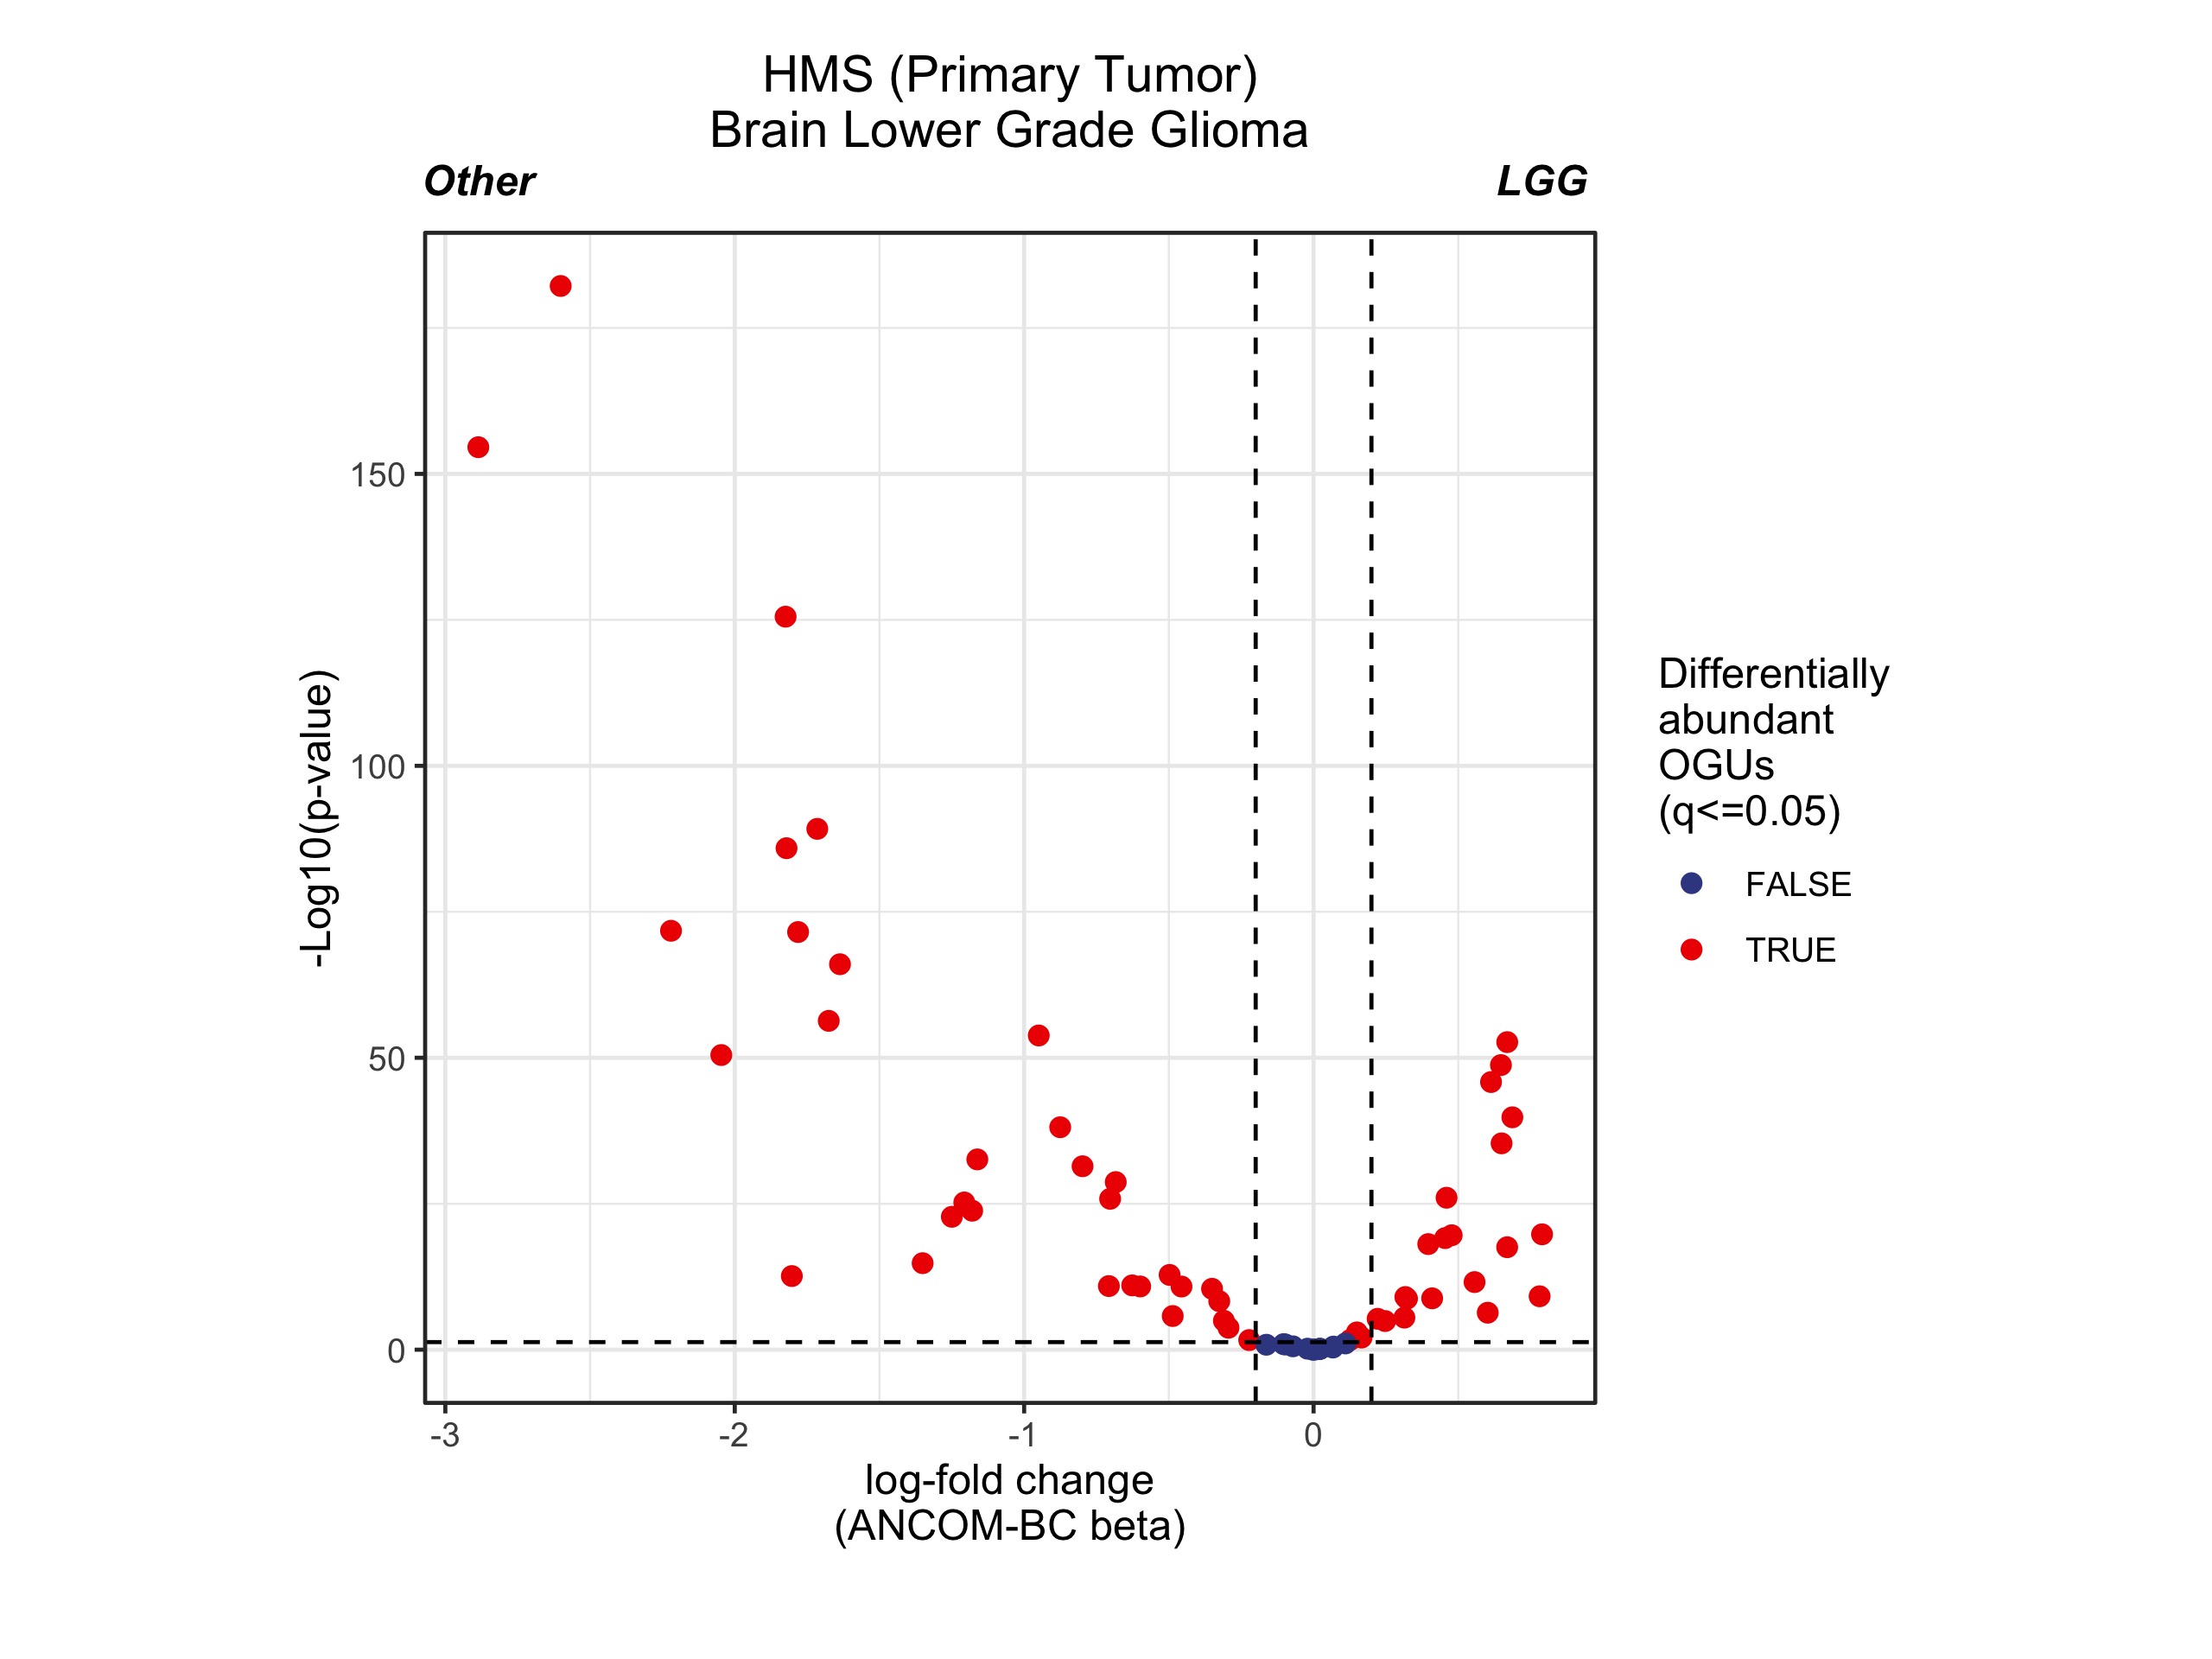 HMS (Primary Tumor)
Brain Lower Grade Glioma
Other
LGG
150
100
50
0
-Log10(p-value)
-3
-2
-1
0
log-fold change
(ANCOM-BC beta)
Differentially
abundant
OGUs
(q<=0.05)
FALSE
TRUE